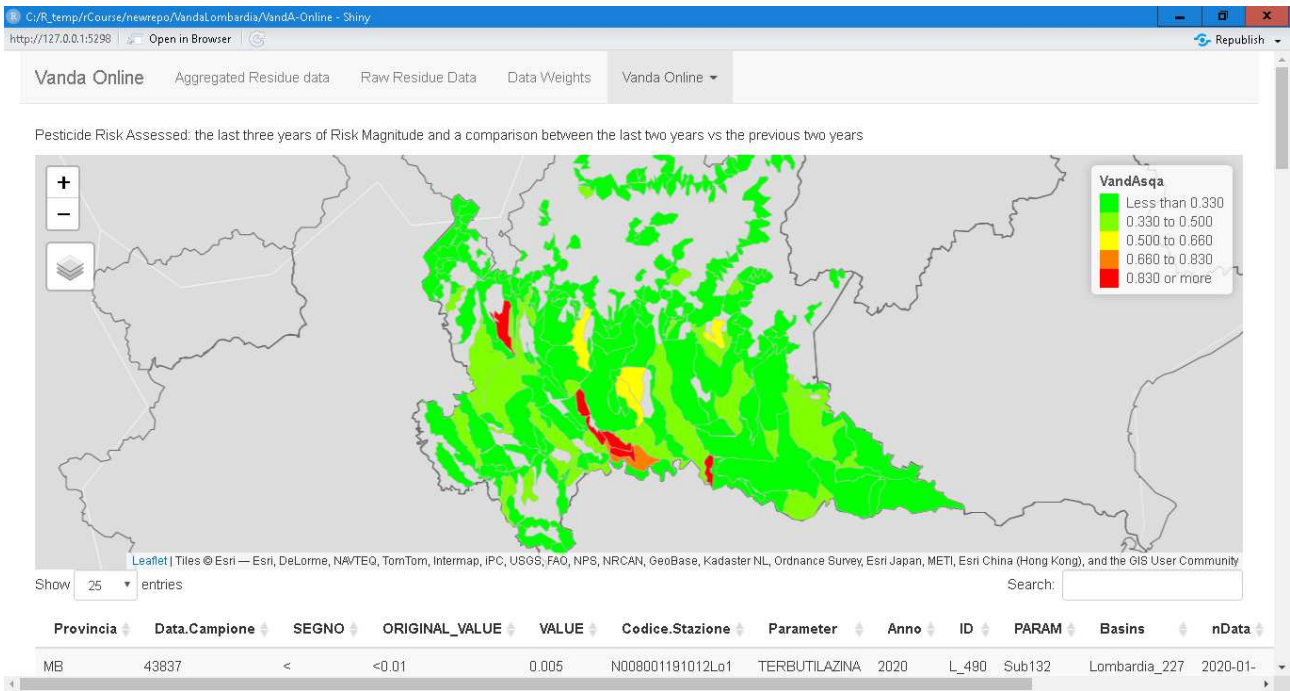 C:/R_temp/rCourse/newrepo/VandaLombardia/VandA-Online - Shiny
http://127.0.0.1:5298 Open in Browser Republish
Vanda Online Aggregated Residue data Raw Residue Data Data Weights Vanda Online
Pesticide Risk Assessed: the last three years of Risk Magnitude and a comparison between the last two years vs the previous two years
+
−
VandAsqa
Less than 0.330
0.330 to 0.500
0.500 to 0.660
0.660 to 0.830
0.830 or more
Leaflet | Tiles © Esri — Esri, DeLorme, NAVTEQ, TomTom, Intermap, iPC, USGS, FAO, NPS, NRCAN, GeoBase, Kadaster NL, Ordnance Survey, Esri Japan, METI, Esri China (Hong Kong), and the GIS User Community
Show 25 entries Search:
Provincia Data.Campione SEGNO ORIGINAL_VALUE VALUE Codice.Stazione Parameter Anno ID PARAM Basins nData
MB 43837 < <0.01 0.005 N008001191012Lo1 TERBUTILAZINA 2020 L_490 Sub132 Lombardia_227 2020-01-